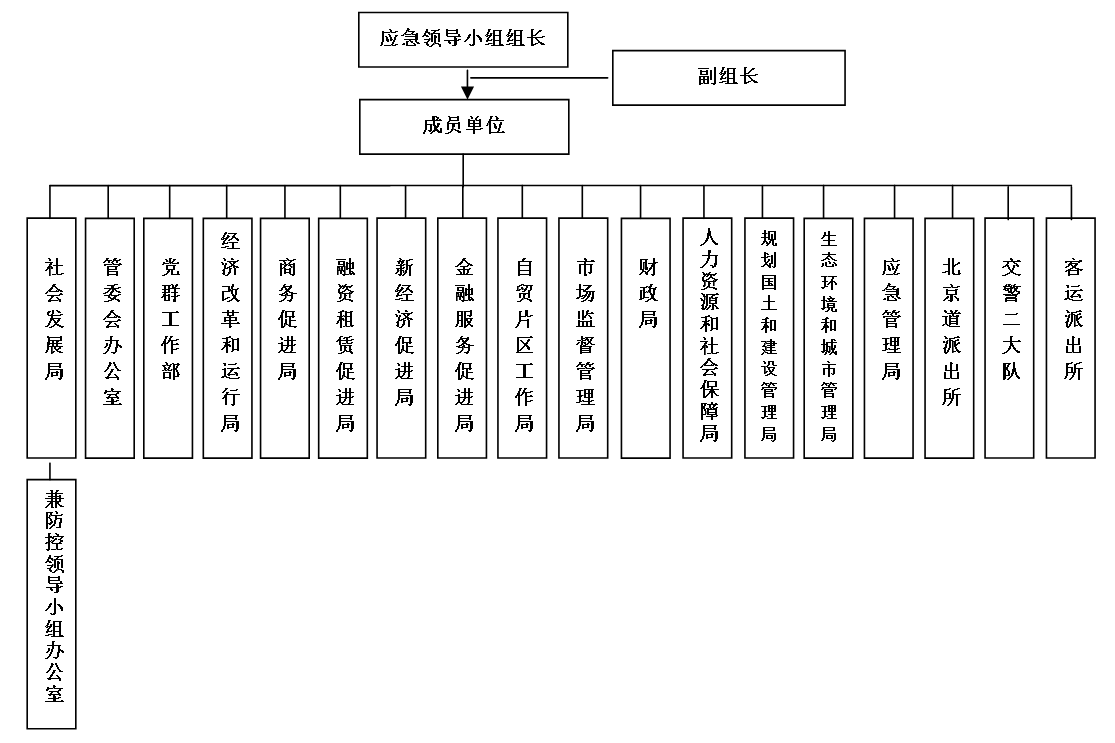 应急领导小组组长
副组长
成员单位
社会发展局
管委会办公室
党群工作部
经济改革和运行局
商务促进局
融资租赁促进局
新经济促进局
金融服务促进局
自贸片区工作局
市场监督管理局
财政局
人力资源和社会保障局
规划国土和建设管理局
生态环境和城市管理局
应急管理局
北京道派出所
交警二大队
客运派出所
兼防控领导小组办公室